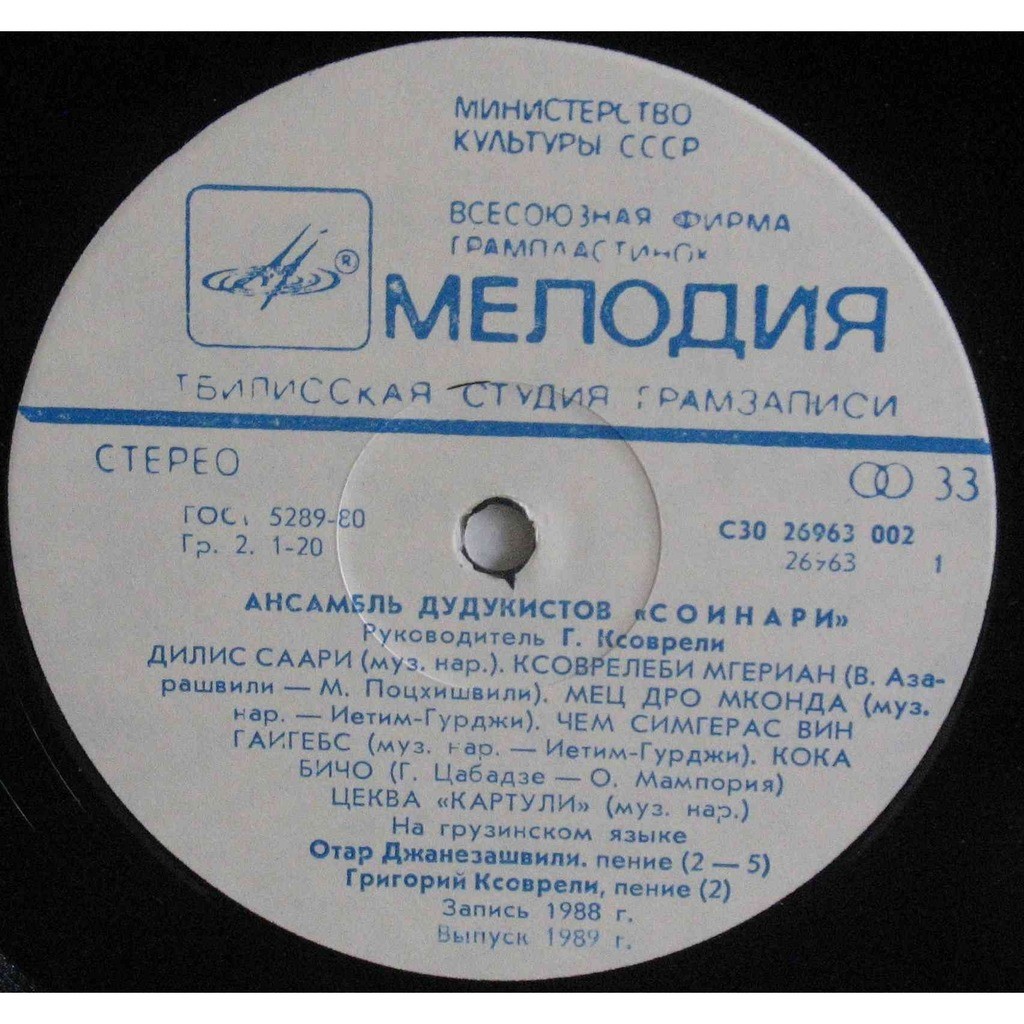 МИНИСТЕРСТВО
КУЛЬТУРЫ СССР
ВСЕСОЮЗНАЯ ФИРМА
ГРАМПЛАСТИНОК
®
МЕЛОДИЯ
ТБИЛИССКАЯ СТУДИЯ ГРАМЗАПИСИ
СТЕРЕО
33
ГОСТ 5289-80
Гр. 2. 1-20
С30 26963 002
26963 1
АНСАМБЛЬ ДУДУКИСТОВ «СОИНАРИ»
Руководитель Г. Ксоврели
ДИЛИС СААРИ (муз. нар.). КСОВРЕЛЕБИ МГЕРИАН (В. Аза-
рашвили — М. Поцхишвили). МЕЦ ДРО МКОНДА (муз.
нар. — Иетим-Гурджи). ЧЕМ СИМГЕРАС ВИН
ГАИГЕБС (муз. нар. — Иетим-Гурджи). КОКА
БИЧО (Г. Цабадзе — О. Мампория)
ЦЕКВА «КАРТУЛИ» (муз. нар.)
На грузинском языке
Отар Джанезашвили. пение (2 — 5)
Григорий Ксоврели, пение (2)
Запись 1988 г.
Выпуск 1989 г.